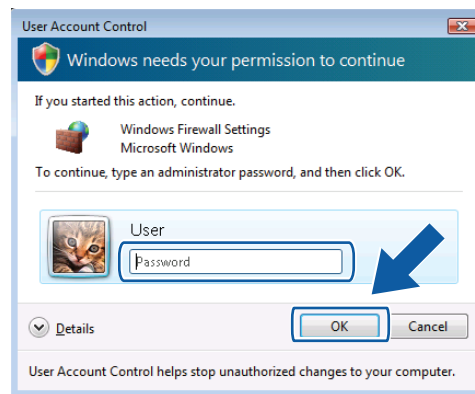 User Account Control
Windows needs your permission to continue
If you started this action, continue.
Windows Firewall Settings
Microsoft Windows
To continue, type an administrator password, and then click OK.
User
Password
Details
OK
Cancel
User Account Control helps stop unauthorized changes to your computer.